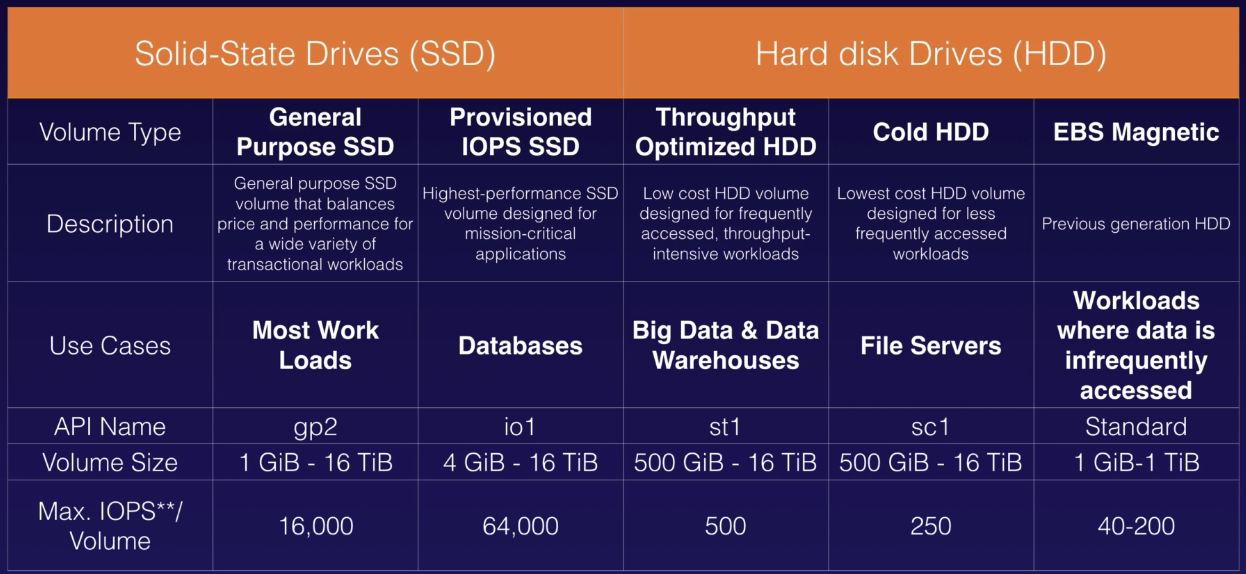 Solid-State Drives (SSD)
Hard disk Drives (HDD)
Volume Type
General
Purpose SSD
Provisioned
IOPS SSD
Throughput
Optimized HDD
Cold HDD
EBS Magnetic
Description
General purpose SSD
volume that balances
price and performance for
a wide variety of
transactional workloads
Highest-performance SSD
volume designed for
mission-critical
applications
Low cost HDD volume
designed for frequently
accessed, throughput-
intensive workloads
Lowest cost HDD volume
designed for less
frequently accessed
workloads
Previous generation HDD
Use Cases
Most Work
Loads
Databases
Big Data & Data
Warehouses
File Servers
Workloads
where data is
infrequently
accessed
API Name
gp2
io1
st1
sc1
Standard
Volume Size
1 GiB - 16 TiB
4 GiB - 16 TiB
500 GiB - 16 TiB
500 GiB - 16 TiB
1 GiB-1 TiB
Max. IOPS**/
Volume
16,000
64,000
500
250
40-200